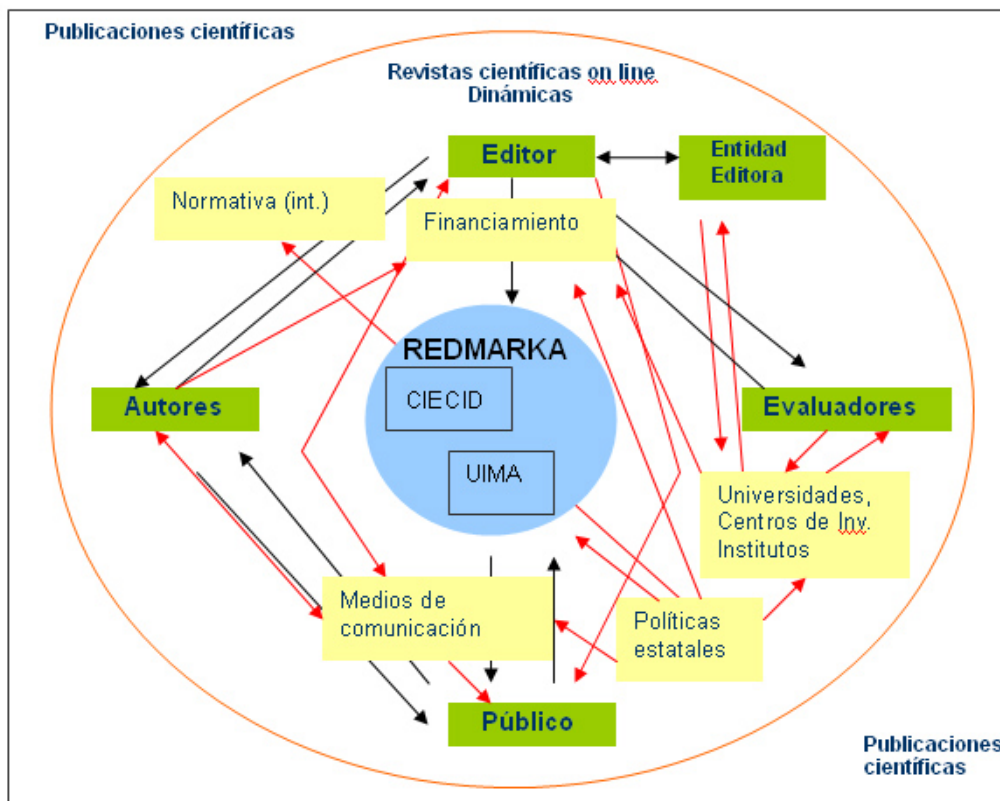 Publicaciones científicas
Revistas científicas on line
Dinámicas
Editor
Entidad
Editora
Normativa (int.)
Financiamiento
REDMARKA
CIECID
Autores
Evaluadores
UIMA
Universidades,
Centros de Inv.
Institutos
Medios de
comunicación
Políticas
estatales
Público
Publicaciones
científicas